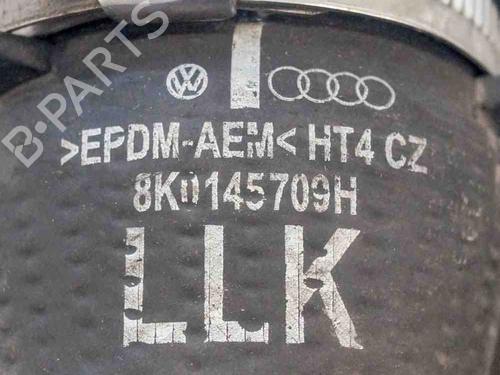 B-PARTS
>EPDM-AEM< HT4 CZ
8K0145709H
LLK